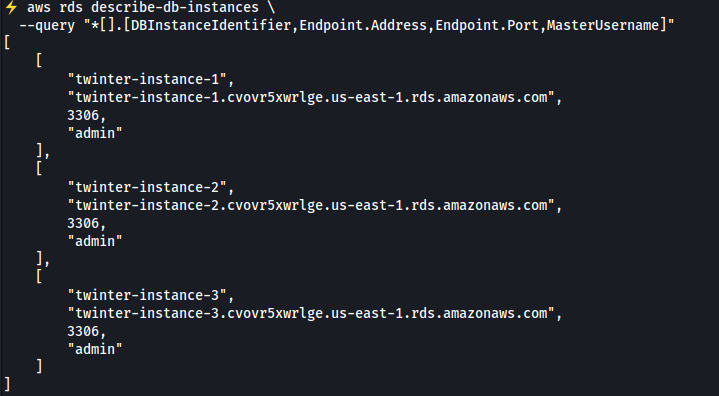 ⚡ aws rds describe-db-instances \
  --query "*[].[DBInstanceIdentifier,Endpoint.Address,Endpoint.Port,MasterUsername]"
[
    [
        "twinter-instance-1",
        "twinter-instance-1.cvovr5xwrlge.us-east-1.rds.amazonaws.com",
        3306,
        "admin"
    ],
    [
        "twinter-instance-2",
        "twinter-instance-2.cvovr5xwrlge.us-east-1.rds.amazonaws.com",
        3306,
        "admin"
    ],
    [
        "twinter-instance-3",
        "twinter-instance-3.cvovr5xwrlge.us-east-1.rds.amazonaws.com",
        3306,
        "admin"
    ]
]